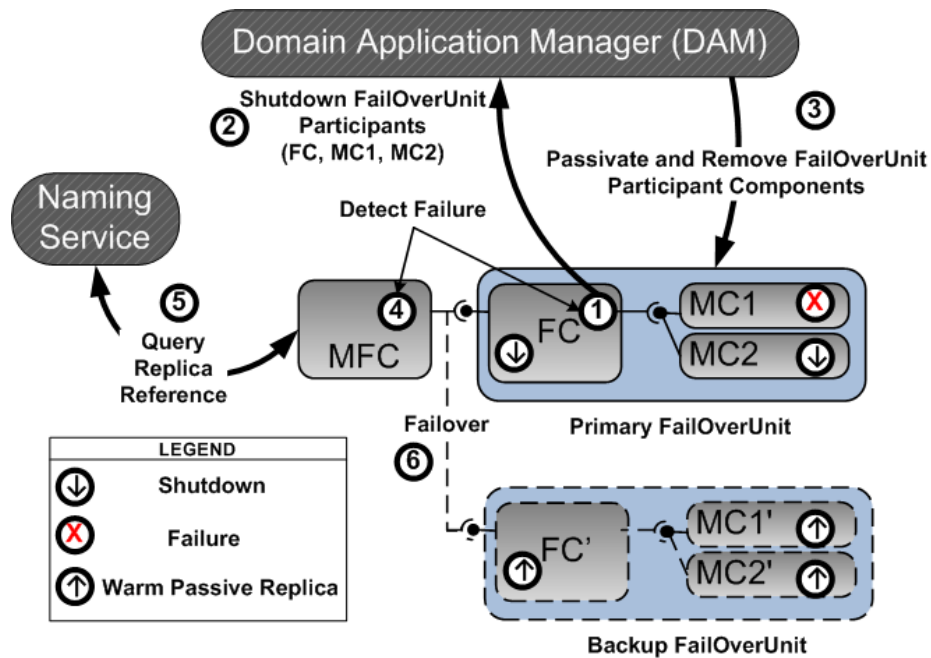 Domain Application Manager (DAM)
2
Shutdown FailOverUnit
Participants
(FC, MC1, MC2)
3
Passivate and Remove FailOverUnit
Participant Components
Naming
Service
Detect Failure
5
Query
Replica
Reference
4
MFC
1
FC
MC1
X
MC2
Primary FailOverUnit
Failover
6
LEGEND
Shutdown
X
Failure
Warm Passive Replica
FC’
MC1'
MC2'
Backup FailOverUnit